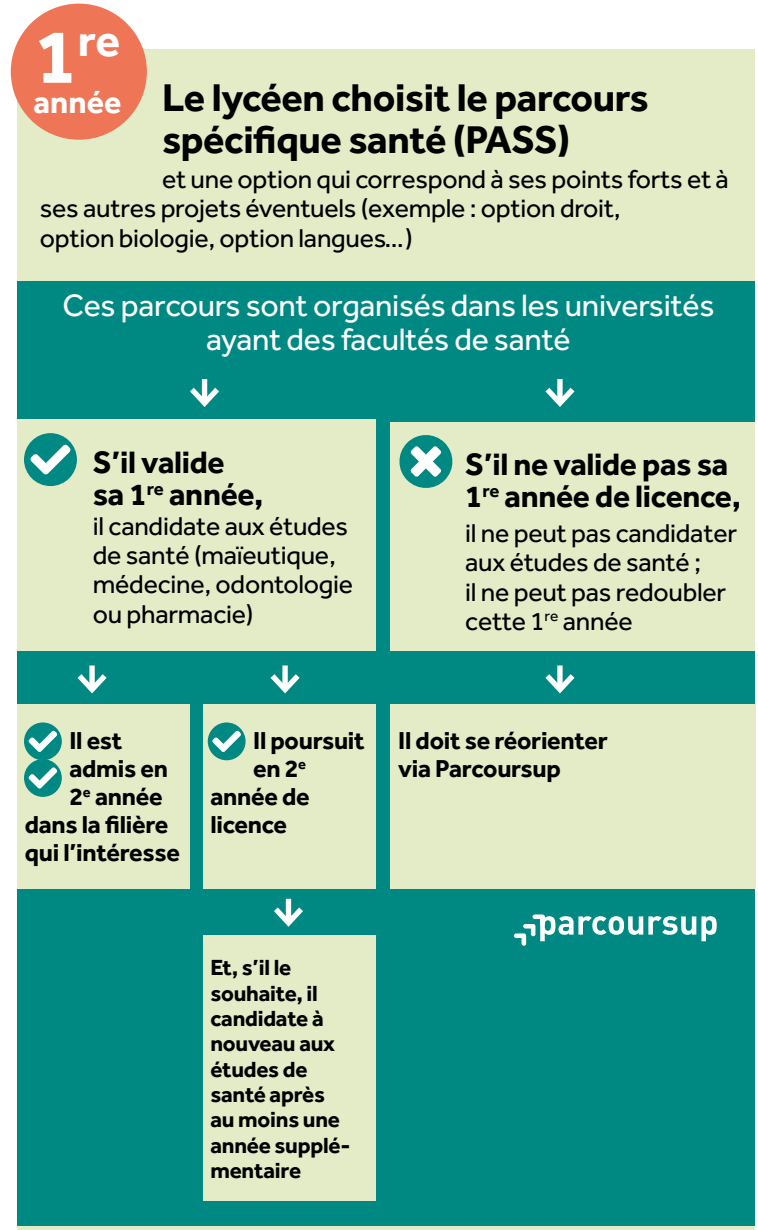 1re
année
Le lycéen choisit le parcours
spécifique santé (PASS)
et une option qui correspond à ses points forts et à
ses autres projets éventuels (exemple : option droit,
option biologie, option langues...)
Ces parcours sont organisés dans les universités
ayant des facultés de santé
S'il valide
sa 1re année,
il candidate aux études
de santé (maïeutique,
médecine, odontologie
ou pharmacie)
S'il ne valide pas sa
1re année de licence,
il ne peut pas candidater
aux études de santé ;
il ne peut pas redoubler
cette 1re année
Il est
admis en
2e année
dans la filière
qui l'intéresse
Il poursuit
en 2e
année de
licence
Il doit se réorienter
via Parcoursup
parcoursup
Et, s'il le
souhaite, il
candidate à
nouveau aux
études de
santé après
au moins une
année supplé-
mentaire